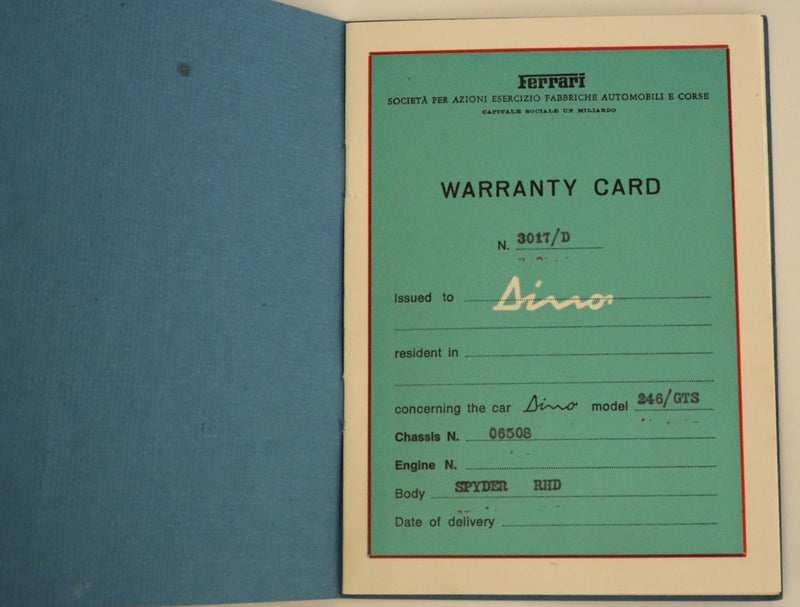 Ferrari
SOCIETÀ PER AZIONI ESERCIZIO FABBRICHE AUTOMOBILI E CORSE
CAPITALE SOCIALE UN MILIARDO
WARRANTY CARD
N. 3017/D
Issued to Dino
resident in
concerning the car Dino model 246/GTS
Chassis N. 06508
Engine N.
Body SPYDER RHD
Date of delivery